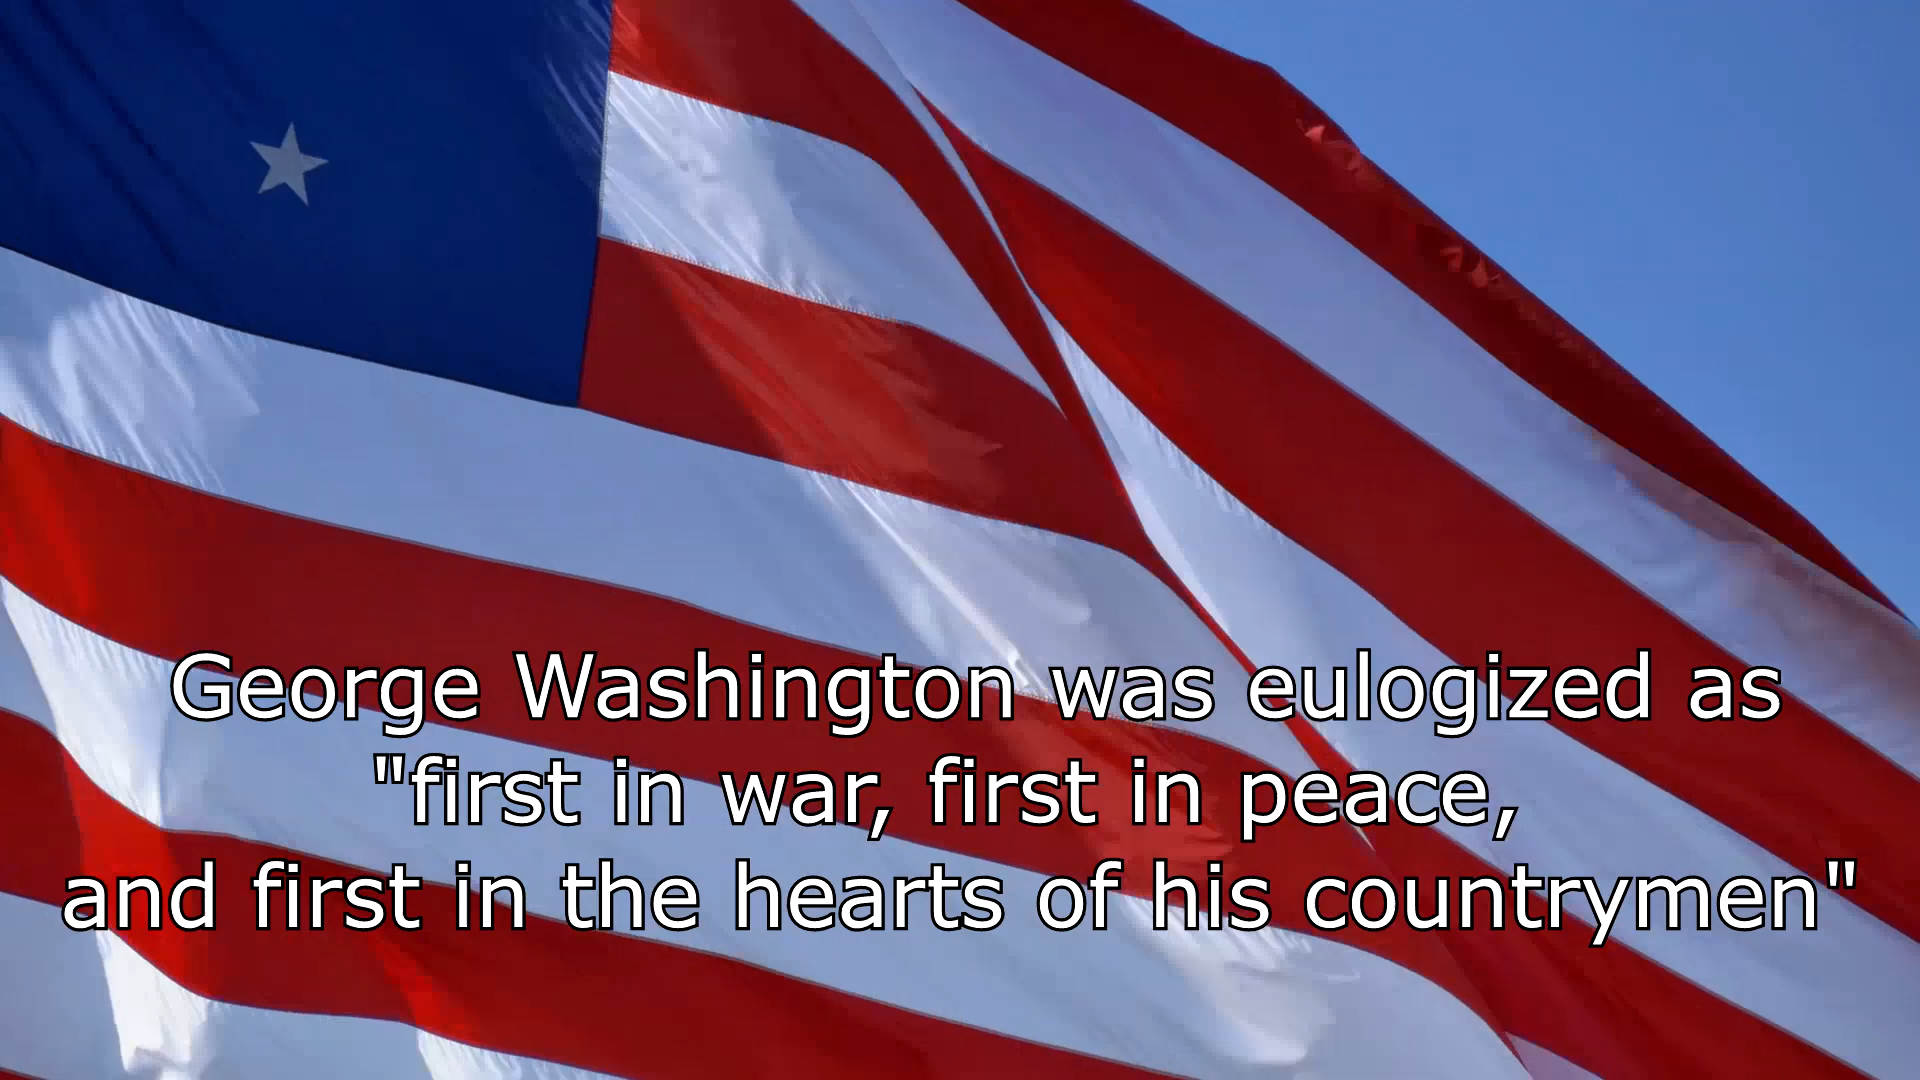 George Washington was eulogized as
"first in war, first in peace,
and first in the hearts of his countrymen"